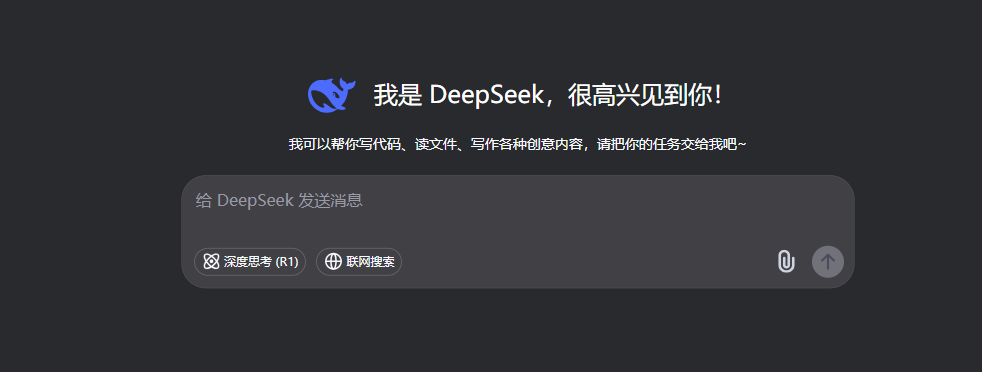 我是 DeepSeek，很高兴见到你！
我可以帮你写代码、读文件、写作各种创意内容，请把你的任务交给我吧~
给 DeepSeek 发送消息
深度思考 (R1) 联网搜索